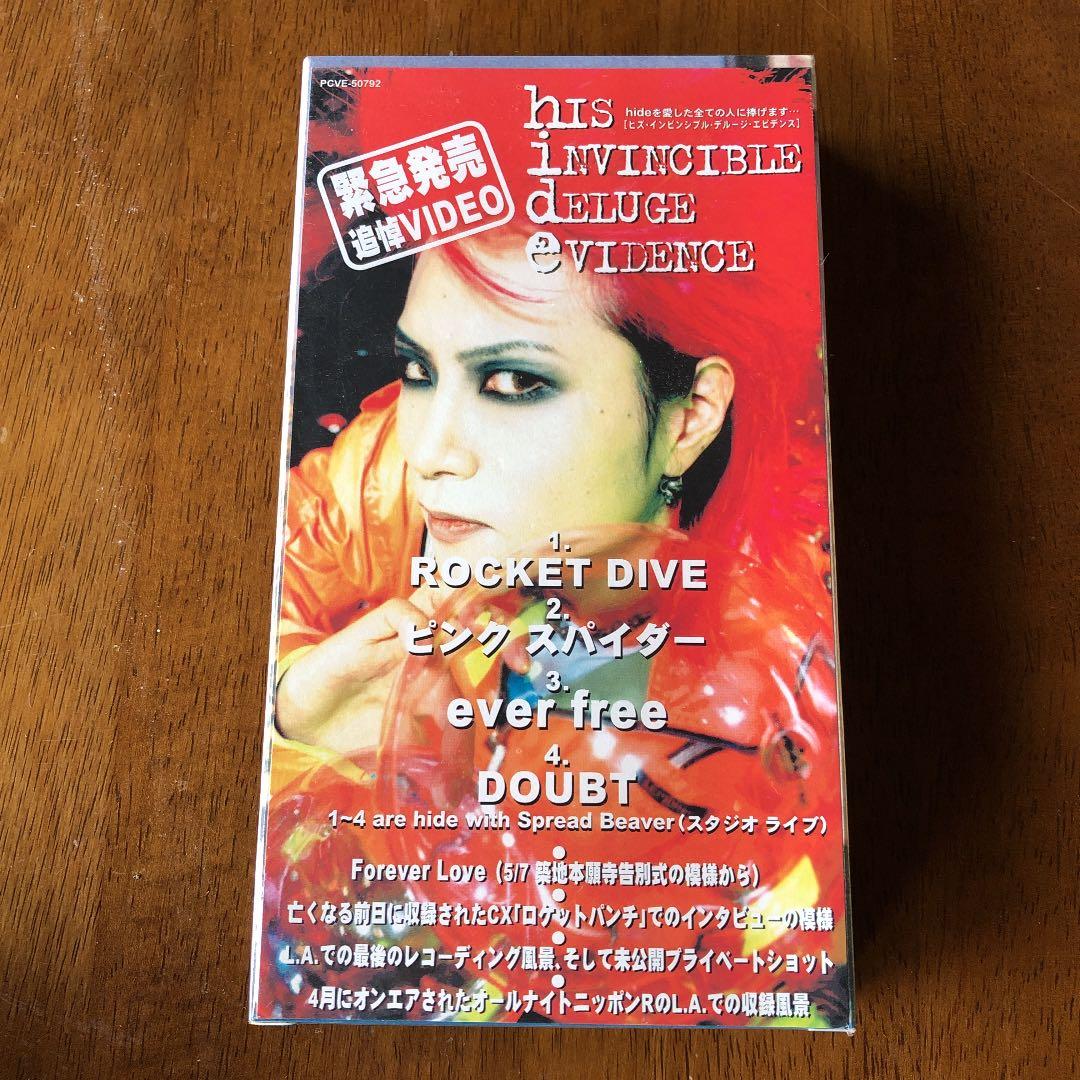 PCVE-50792
hIS
hideを愛した全ての人に捧げます…
[ヒズ・インビンシブル・デルージ・エビデンス]
iNVINCIBLE
dELUGE
eVIDENCE
緊急発売
追悼VIDEO
1.
ROCKET DIVE
2.
ピンク スパイダー
3.
ever free
4.
DOUBT
1~4 are hide with Spread Beaver(スタジオ ライブ)
●
Forever Love (5/7 築地本願寺告別式の模様から)
●
亡くなる前日に収録されたCX「ロケットパンチ」でのインタビューの模様
●
L.A.での最後のレコーディング風景、そして未公開プライベートショット
●
4月にオンエアされたオールナイトニッポンRのL.A.での収録風景